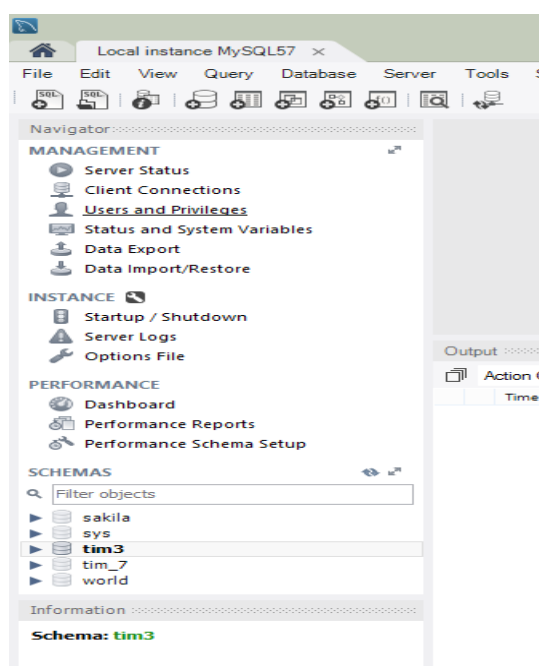 Local instance MySQL57 ×
File Edit View Query Database Server Tools
SQL SQL
Navigator
MANAGEMENT
Server Status
Client Connections
Users and Privileges
Status and System Variables
Data Export
Data Import/Restore
INSTANCE
Startup / Shutdown
Server Logs
Options File
PERFORMANCE
Dashboard
Performance Reports
Performance Schema Setup
SCHEMAS
Filter objects
sakila
sys
tim3
tim_7
world
Information
Schema: tim3
Output
Action
Time